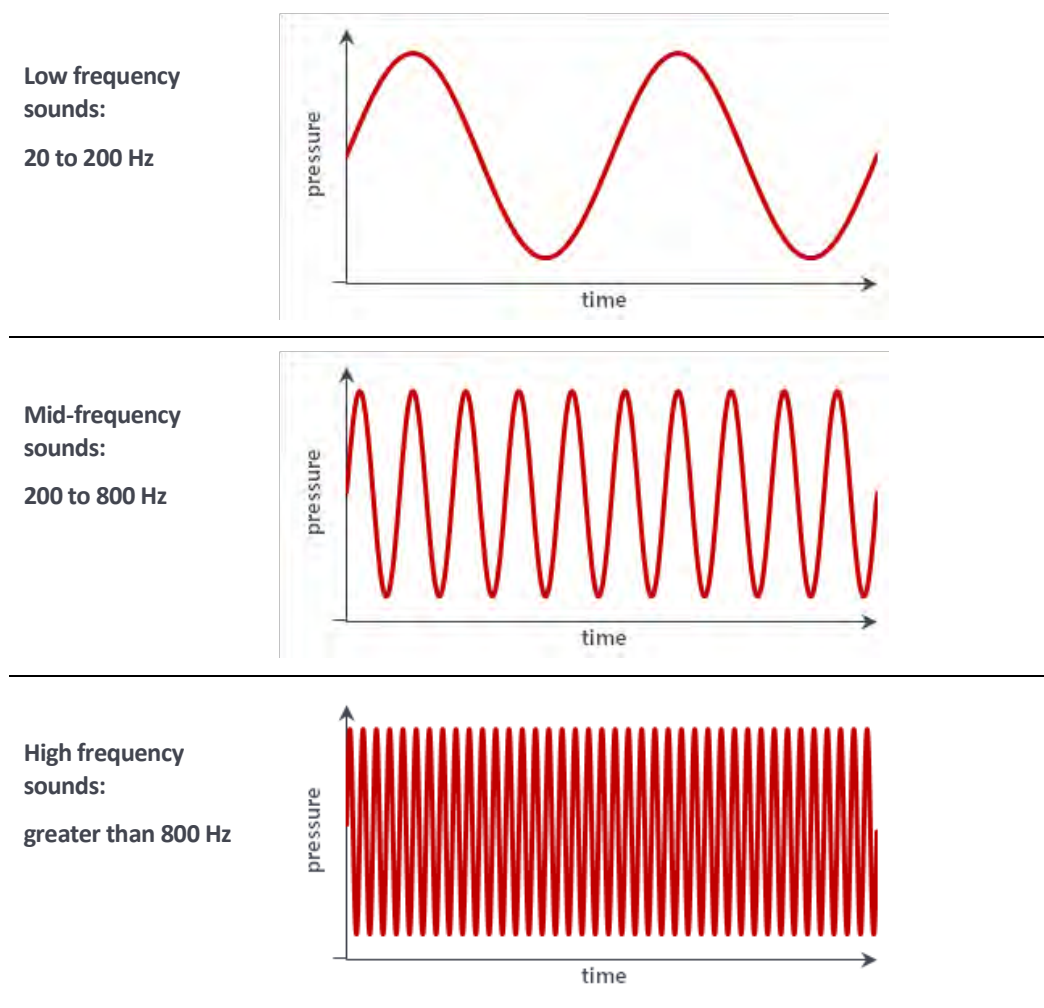 Low frequency
sounds:
20 to 200 Hz
pressure
time
Mid-frequency
sounds:
200 to 800 Hz
pressure
time
High frequency
sounds:
greater than 800 Hz
pressure
time